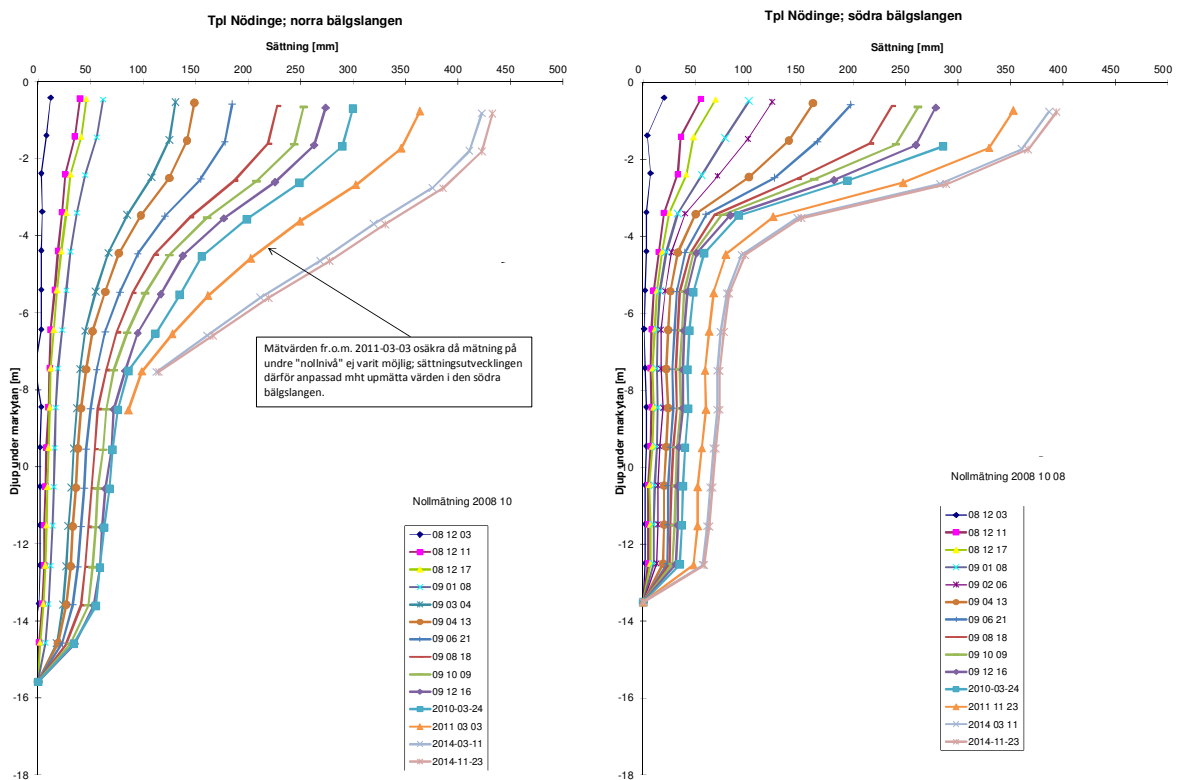 Tpl Nödinge; norra bälgslangen
Sättning [mm]
0 50 100 150 200 250 300 350 400 450 500
0
-2
-4
-6
-8
-10
-12
-14
-16
-18
Djup under markytan [m]
Mätvärden fr.o.m. 2011-03-03 osäkra då mätning på
undre "nollnivå" ej varit möjlig; sättningsutvecklingen
därför anpassad mht upmätta värden i den södra
bälgslangen.
Nollmätning 2008 10
08 12 03
08 12 11
08 12 17
09 01 08
09 03 04
09 04 13
09 06 21
09 08 18
09 10 09
09 12 16
2010-03-24
2011 03 03
2014-03-11
2014-11-23
Tpl Nödinge; södra bälgslangen
Sättning [mm]
0 50 100 150 200 250 300 350 400 450 500
0
-2
-4
-6
-8
-10
-12
-14
-16
-18
Djup under markytan [m]
Nollmätning 2008 10 08
08 12 03
08 12 11
08 12 17
09 01 08
09 02 06
09 04 13
09 06 21
09 08 18
09 10 09
09 12 16
2010-03-24
2011 11 23
2014 03 11
2014-11-23